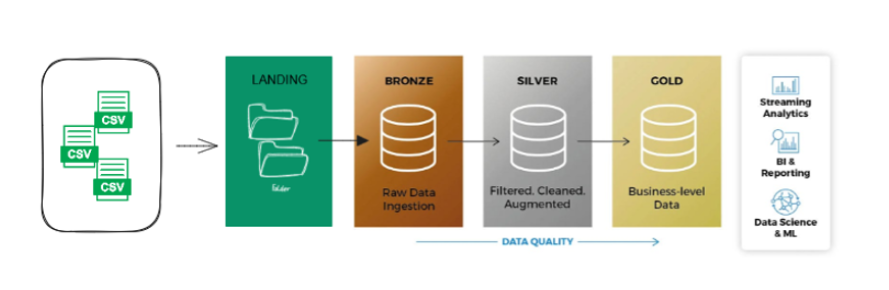 CSV
CSV
CSV
LANDING
folder
BRONZE
Raw Data
Ingestion
SILVER
Filtered. Cleaned.
Augmented
GOLD
Business-level
Data
DATA QUALITY
Streaming
Analytics
BI &
Reporting
Data Science
& ML